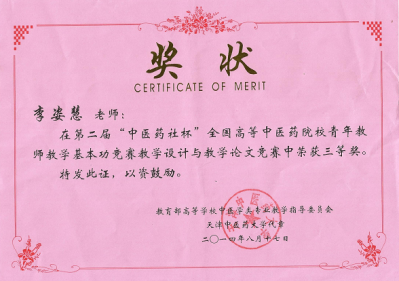 奖状
CERTIFICATE OF MERIT
李姿慧 老师：
在第二届“中医药社杯”全国高等中医药院校青年教
师教学基本功竞赛教学设计与教学论文竞赛中荣获三等奖。
特发此证，以资鼓励。
教育部高等学校中医学类专业教学指导委员会
天津中医药大学代章
二〇一四年八月十七日